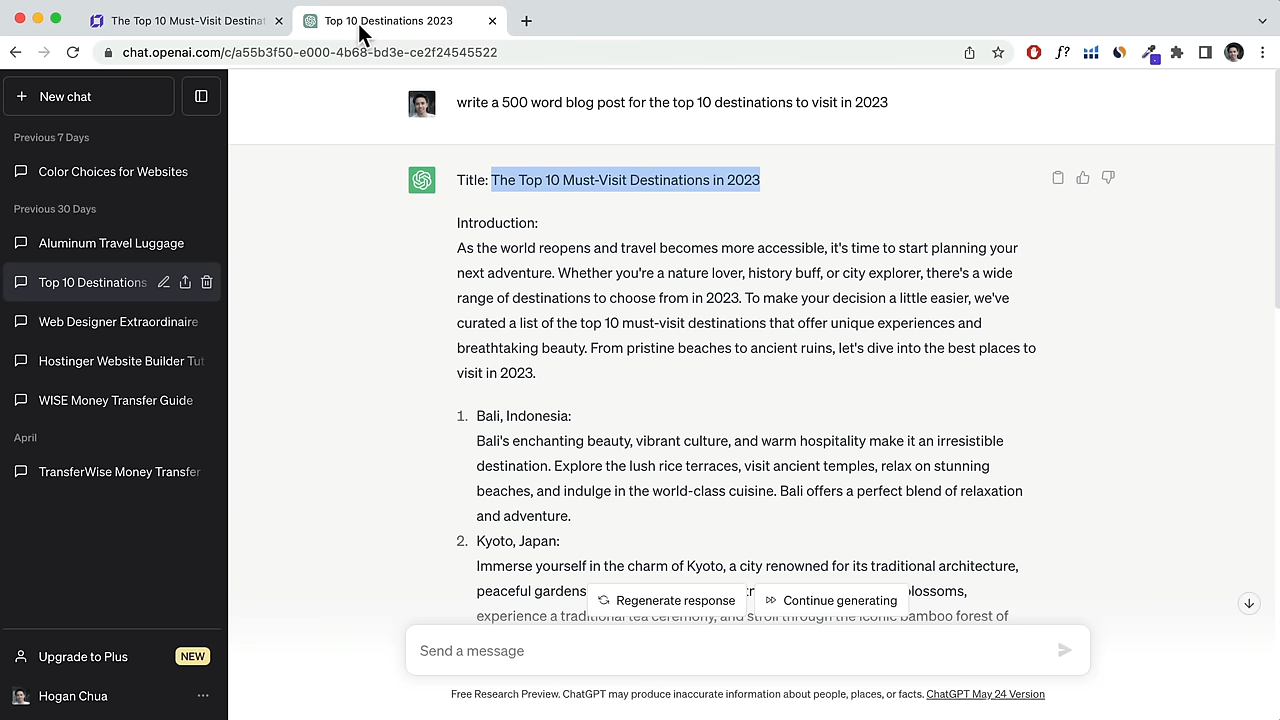 The Top 10 Must-Visit Destinat
Top 10 Destinations 2023
chat.openai.com/c/a55b3f50-e000-4b68-bd3e-ce2f24545522
f?
New chat
Previous 7 Days
Color Choices for Websites
Previous 30 Days
Aluminum Travel Luggage
Top 10 Destinations
Web Designer Extraordinaire
Hostinger Website Builder Tut
WISE Money Transfer Guide
April
TransferWise Money Transfer
Upgrade to Plus NEW
Hogan Chua
write a 500 word blog post for the top 10 destinations to visit in 2023
Title: The Top 10 Must-Visit Destinations in 2023
Introduction:
As the world reopens and travel becomes more accessible, it's time to start planning your
next adventure. Whether you're a nature lover, history buff, or city explorer, there's a wide
range of destinations to choose from in 2023. To make your decision a little easier, we've
curated a list of the top 10 must-visit destinations that offer unique experiences and
breathtaking beauty. From pristine beaches to ancient ruins, let's dive into the best places to
visit in 2023.
1. Bali, Indonesia:
Bali's enchanting beauty, vibrant culture, and warm hospitality make it an irresistible
destination. Explore the lush rice terraces, visit ancient temples, relax on stunning
beaches, and indulge in the world-class cuisine. Bali offers a perfect blend of relaxation
and adventure.
2. Kyoto, Japan:
Immerse yourself in the charm of Kyoto, a city renowned for its traditional architecture,
peaceful gardens
experience a traditional tea ceremony, and stroll through the iconic bamboo forest of
Regenerate response
Continue generating
Send a message
Free Research Preview. ChatGPT may produce inaccurate information about people, places, or facts. ChatGPT May 24 Version